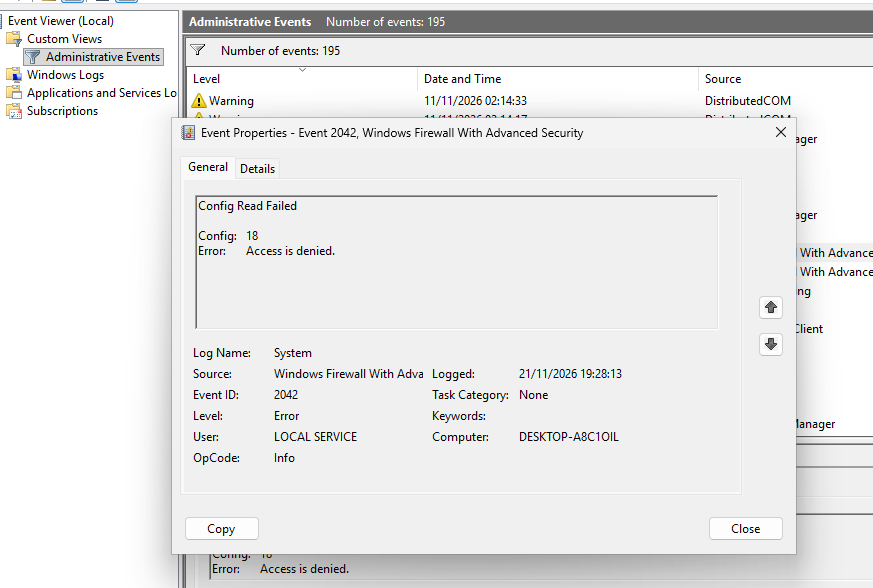 Event Viewer (Local)
Custom Views
Administrative Events
Windows Logs
Applications and Services Lo
Subscriptions
Administrative Events Number of events: 195
Number of events: 195
Level Date and Time Source
Warning 11/11/2026 02:14:33 DistributedCOM
ager
ager
With Advance
With Advance
ng
Client
Manager
Event Properties - Event 2042, Windows Firewall With Advanced Security
General Details
Config Read Failed
Config: 18
Error: Access is denied.
Log Name: System
Source: Windows Firewall With Adva Logged: 21/11/2026 19:28:13
Event ID: 2042 Task Category: None
Level: Error Keywords:
User: LOCAL SERVICE Computer: DESKTOP-A8C1OIL
OpCode: Info
Copy Close
Error: Access is denied.